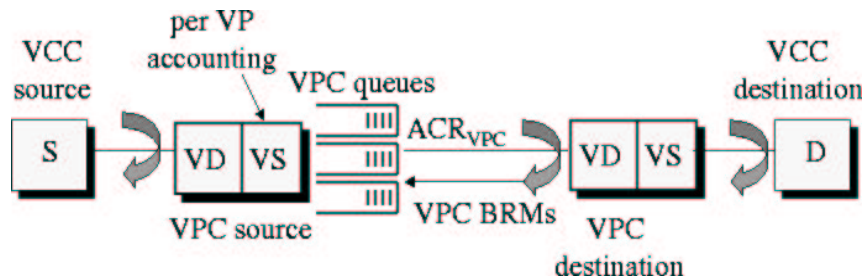 per VP
accounting
VCC
source
VPC queues
VCC
destination
S
VD
VS
ACR_VPC
VD
VS
D
VPC source
VPC BRMs
VPC
destination